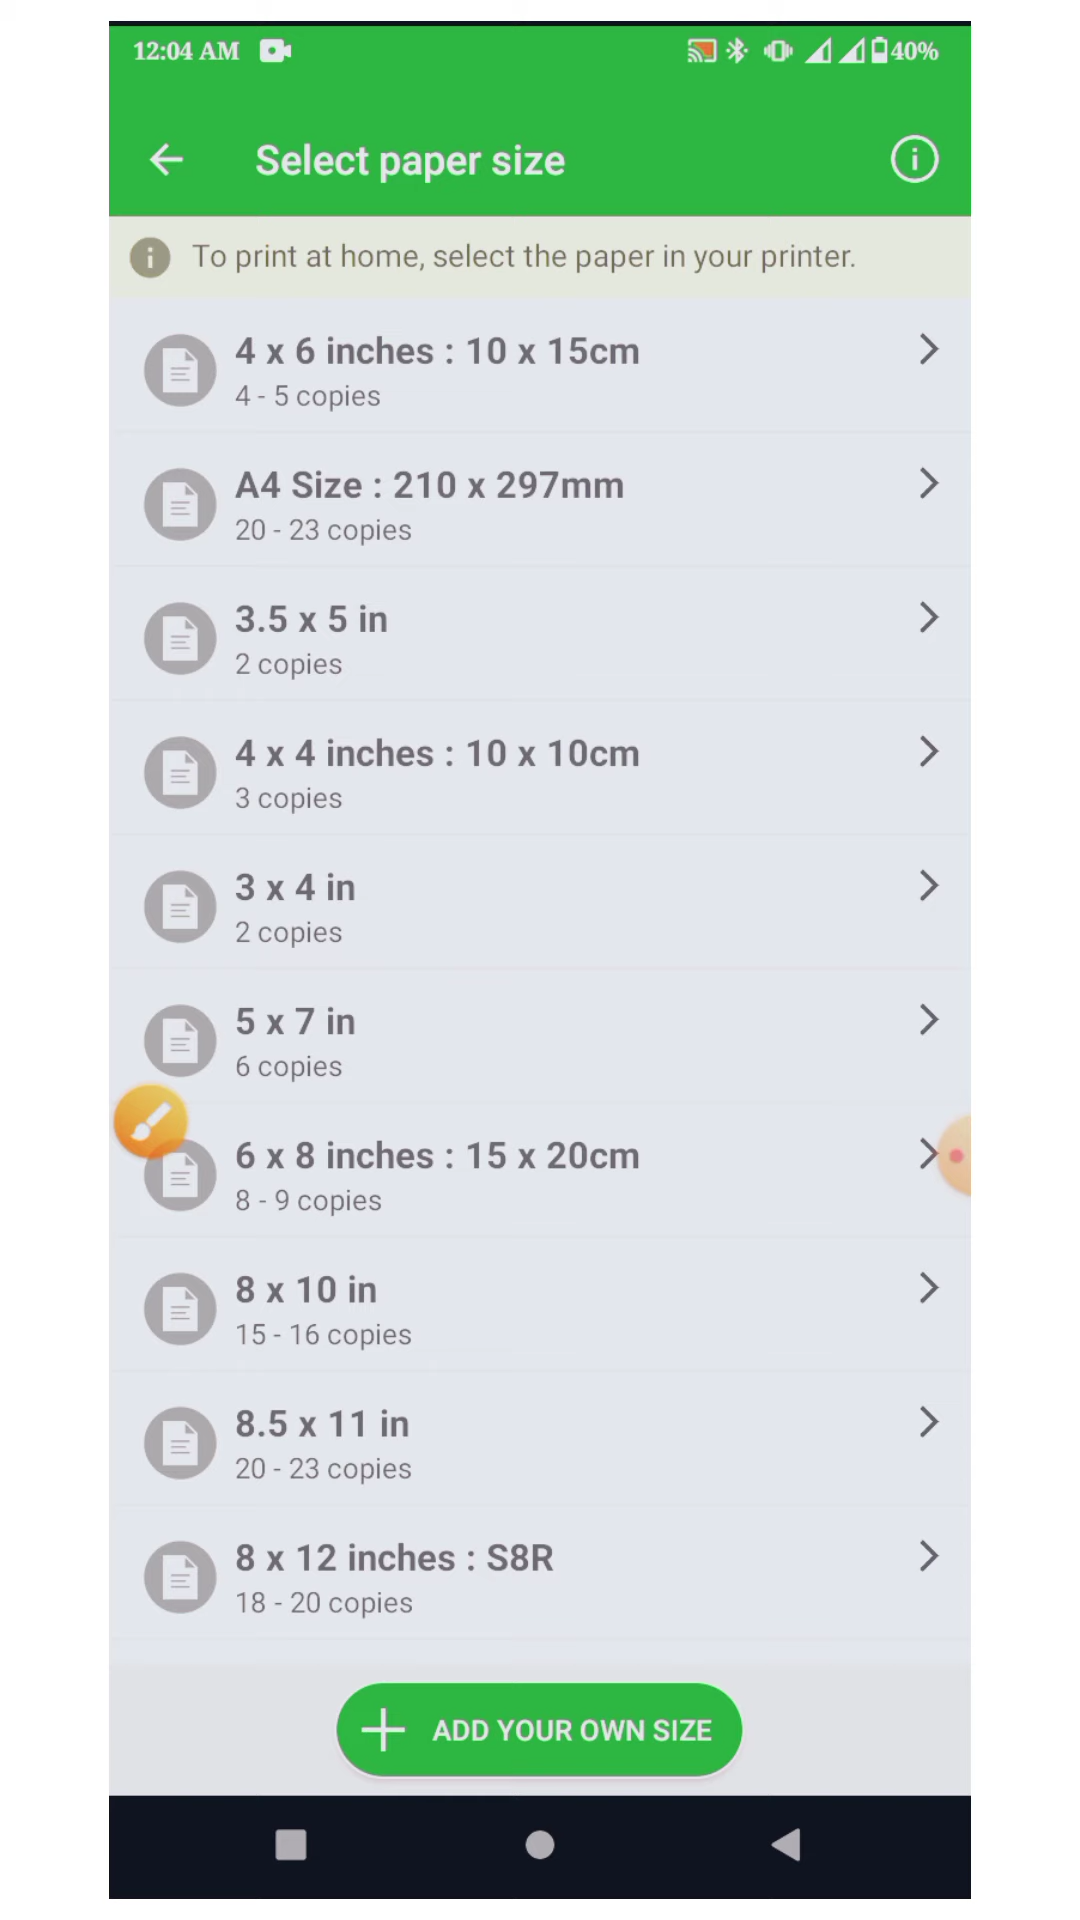 12:04 AM
40%
Select paper size
To print at home, select the paper in your printer.
4 x 6 inches : 10 x 15cm
4 - 5 copies
A4 Size : 210 x 297mm
20 - 23 copies
3.5 x 5 in
2 copies
4 x 4 inches : 10 x 10cm
3 copies
3 x 4 in
2 copies
5 x 7 in
6 copies
6 x 8 inches : 15 x 20cm
8 - 9 copies
8 x 10 in
15 - 16 copies
8.5 x 11 in
20 - 23 copies
8 x 12 inches : S8R
18 - 20 copies
ADD YOUR OWN SIZE